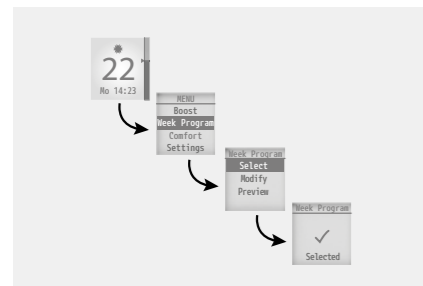 22
Mo 14:23
MENU
Boost
Week Program
Comfort
Settings
Week Program
Select
Modify
Preview
Week Program
Selected